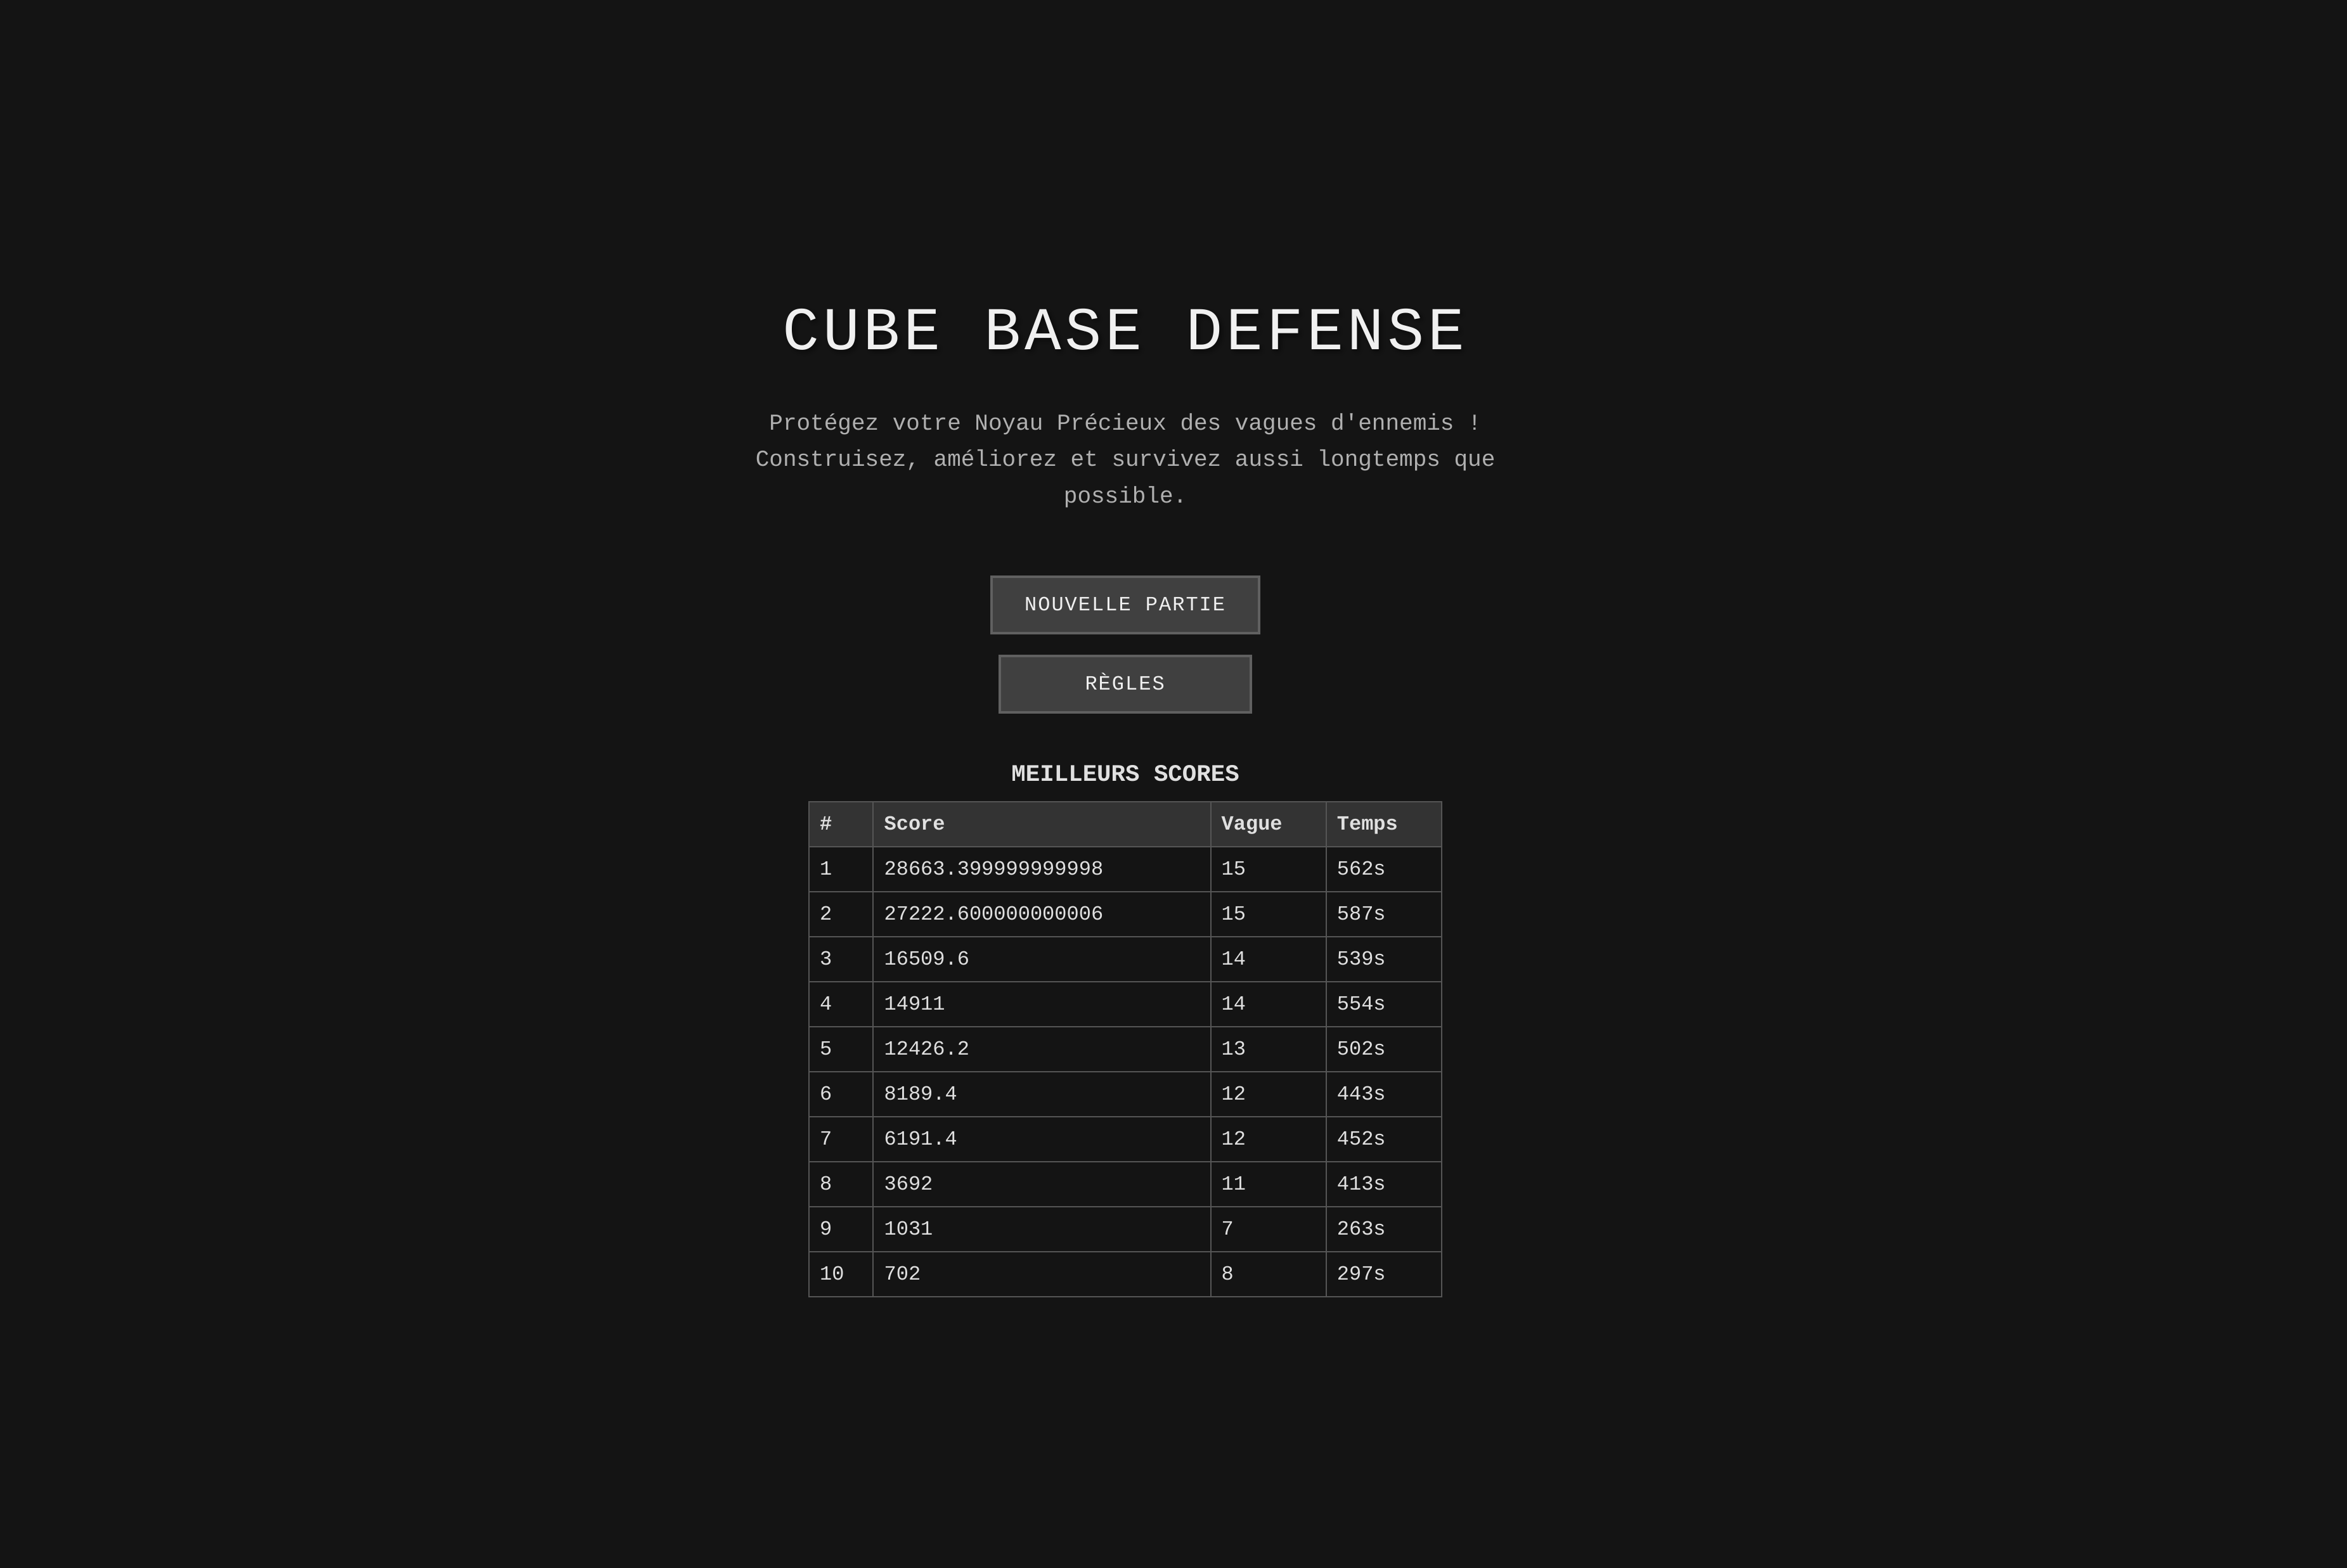 CUBE BASE DEFENSE
Protégez votre Noyau Précieux des vagues d'ennemis !
Construisez, améliorez et survivez aussi longtemps que
possible.
NOUVELLE PARTIE
RÈGLES
MEILLEURS SCORES
# Score Vague Temps
1 28663.399999999998 15 562s
2 27222.600000000006 15 587s
3 16509.6 14 539s
4 14911 14 554s
5 12426.2 13 502s
6 8189.4 12 443s
7 6191.4 12 452s
8 3692 11 413s
9 1031 7 263s
10 702 8 297s